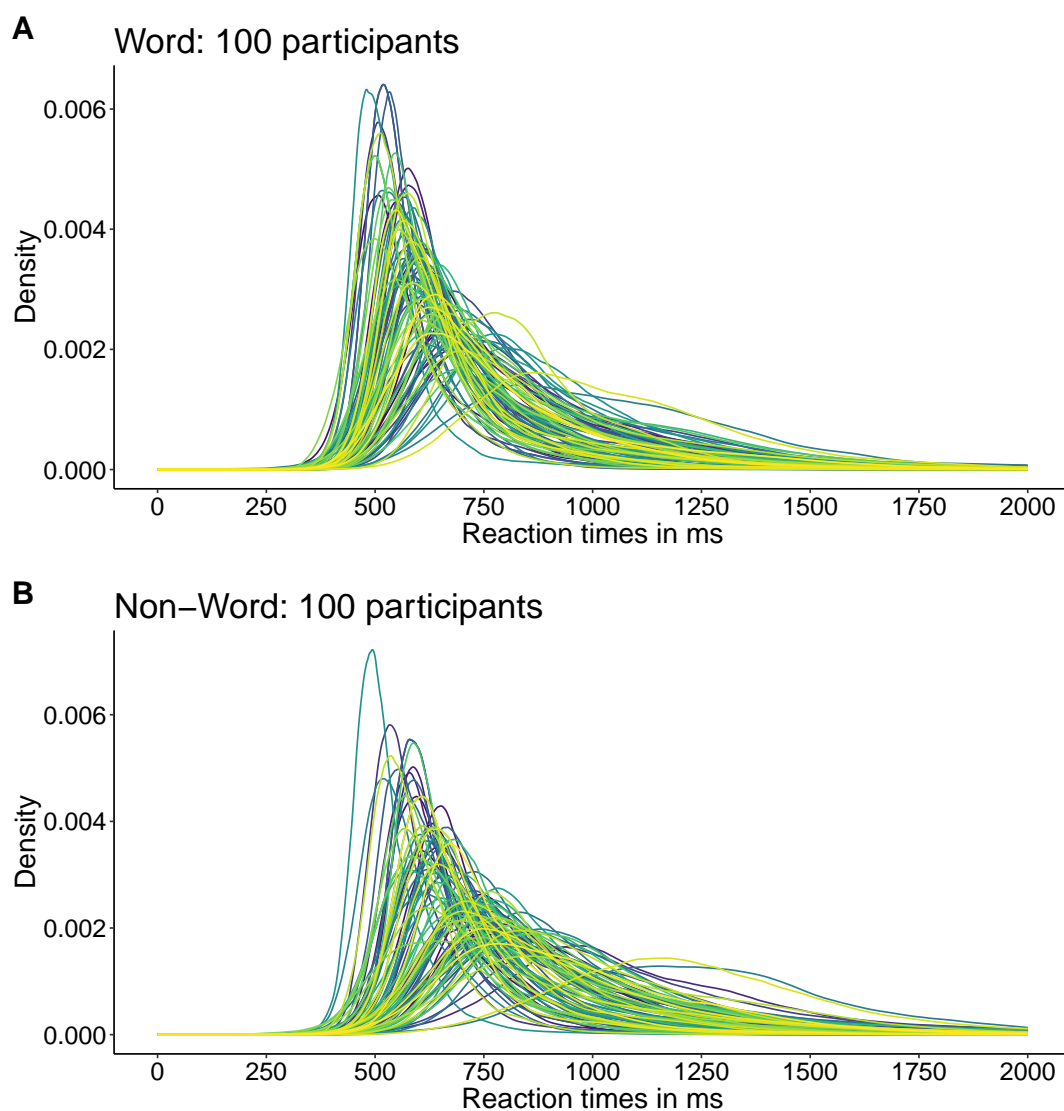 A
Word: 100 participants
0.006
0.004
0.002
0.000
Density
0 250 500 750 1000 1250 1500 1750 2000
Reaction times in ms
B
Non−Word: 100 participants
0.006
0.004
0.002
0.000
Density
0 250 500 750 1000 1250 1500 1750 2000
Reaction times in ms